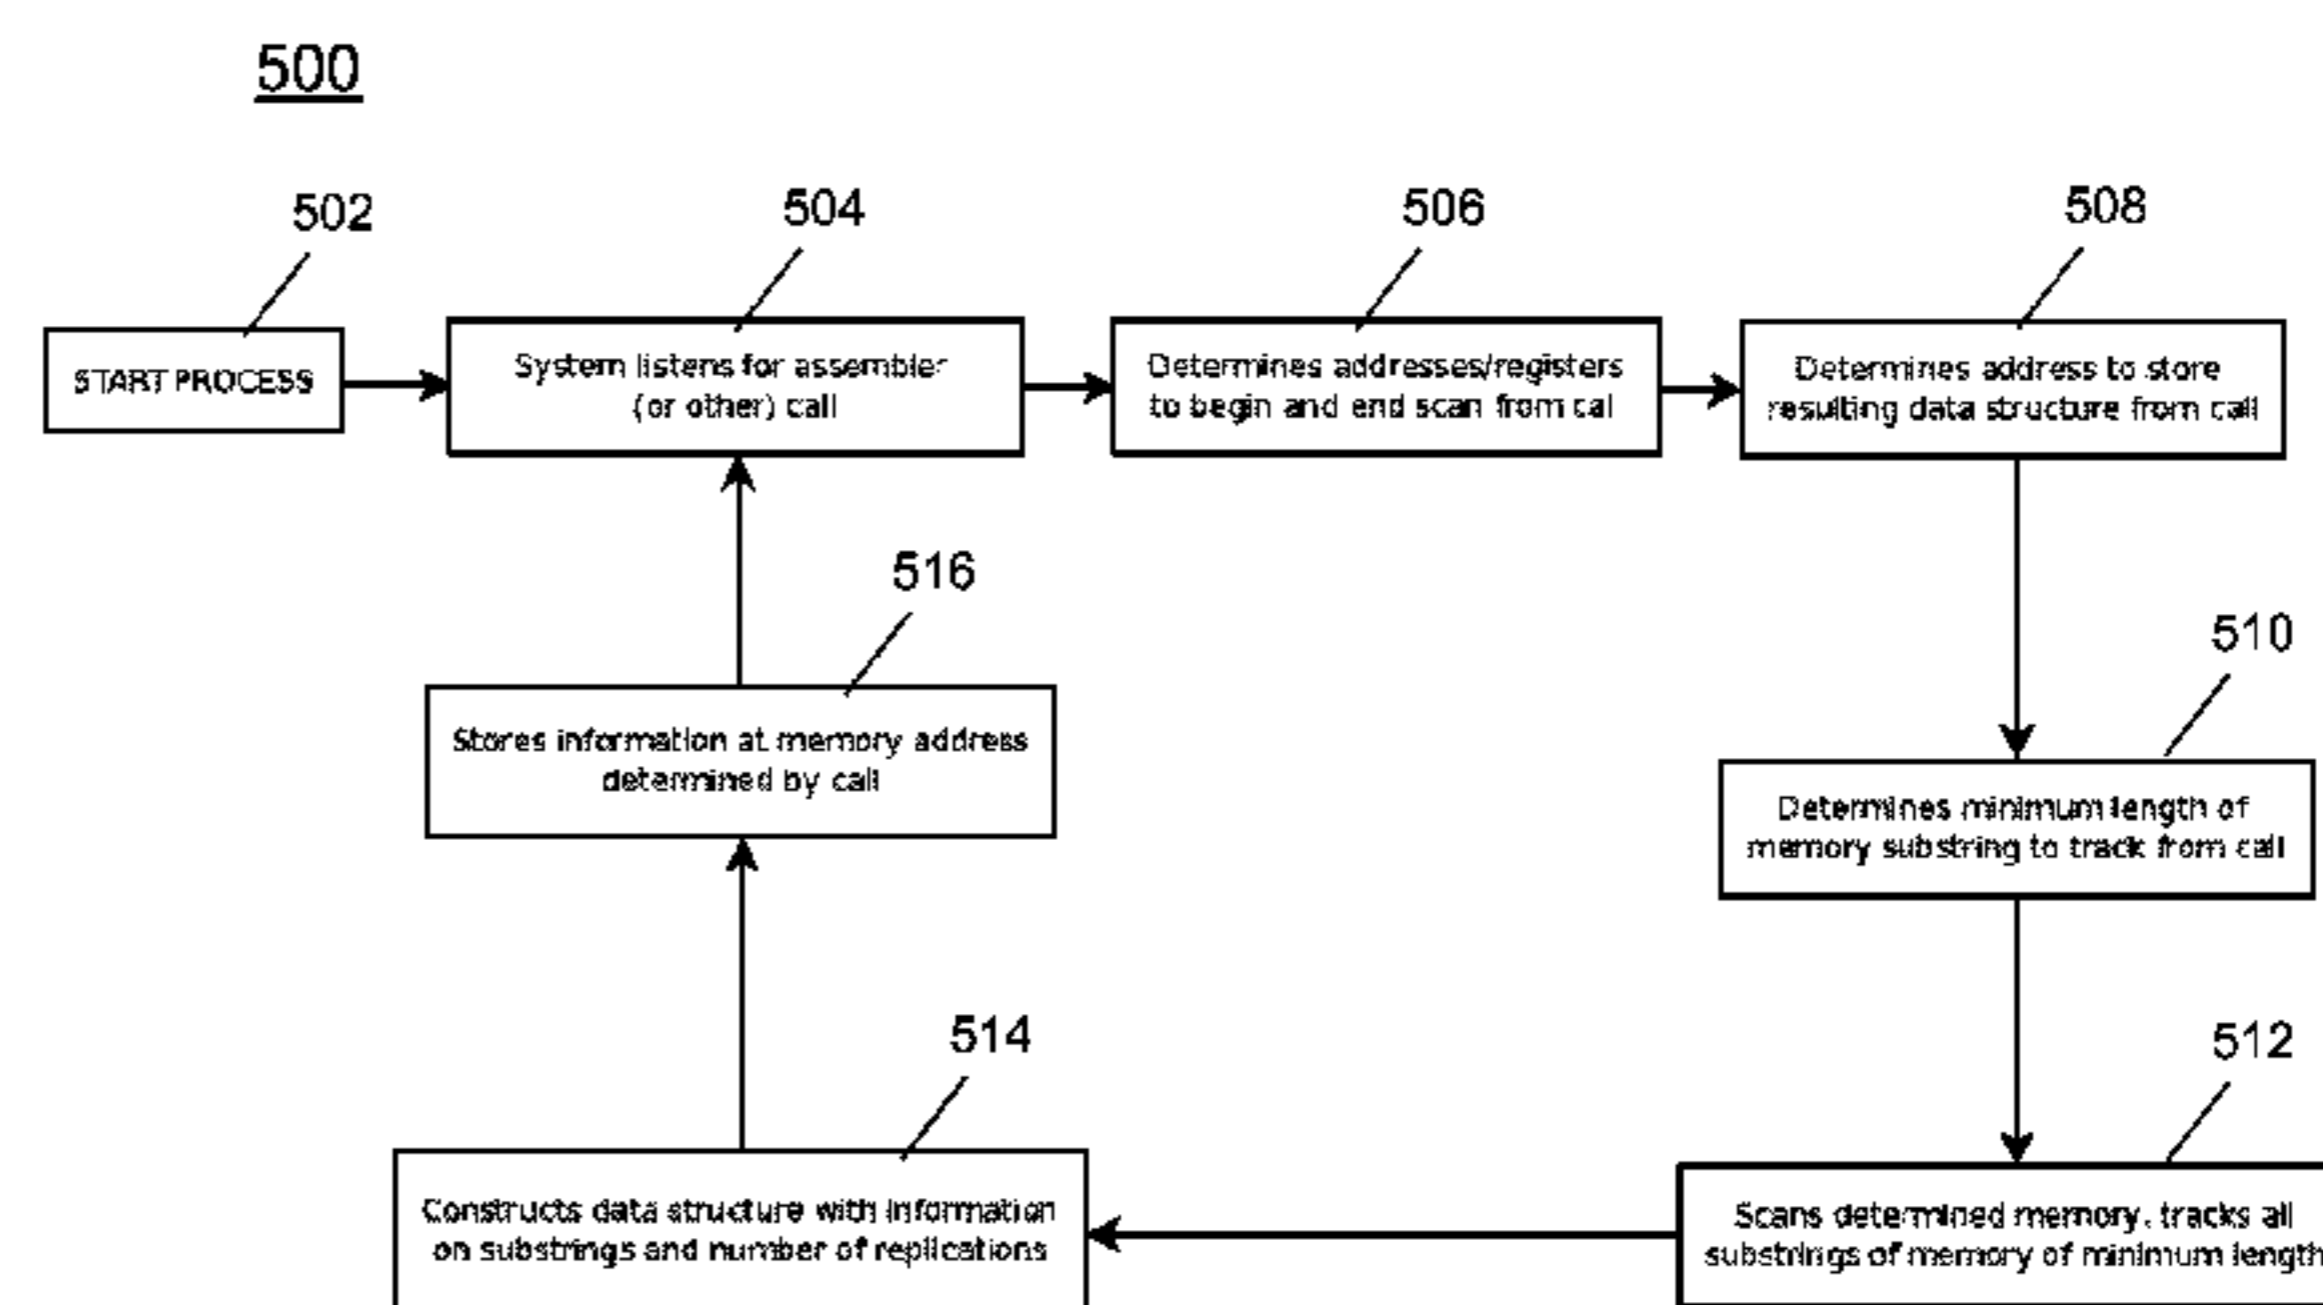 500
502
504
506
508
START PROCESS
System listens for assembler
(or other) call
Determines addresses/registers
to begin and end scan from cal
Determines address to store
resulting data structure from call
516
510
Stores information at memory address
determined by call
Determines minimum length of
memory substring to track from call
514
512
Constructs data structure with information
on substrings and number of replications
Scans determined memory, tracks all
substrings of memory of minimum length